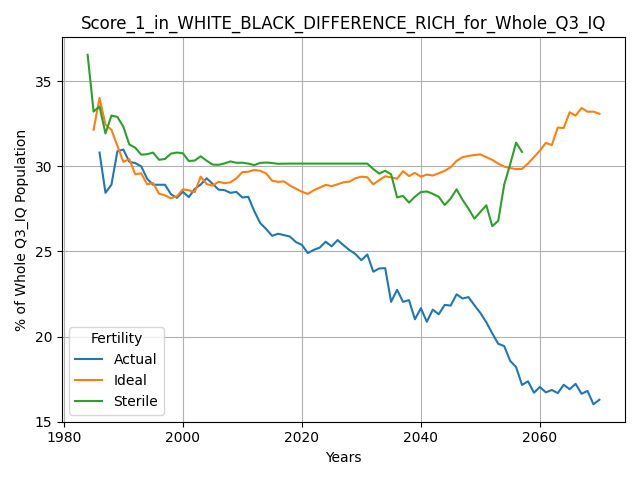 Score_1_in_WHITE_BLACK_DIFFERENCE_RICH_for_Whole_Q3_IQ
% of Whole Q3_IQ Population
35
30
25
20
15
Fertility
Actual
Ideal
Sterile
1980
2000
2020
2040
2060
Years